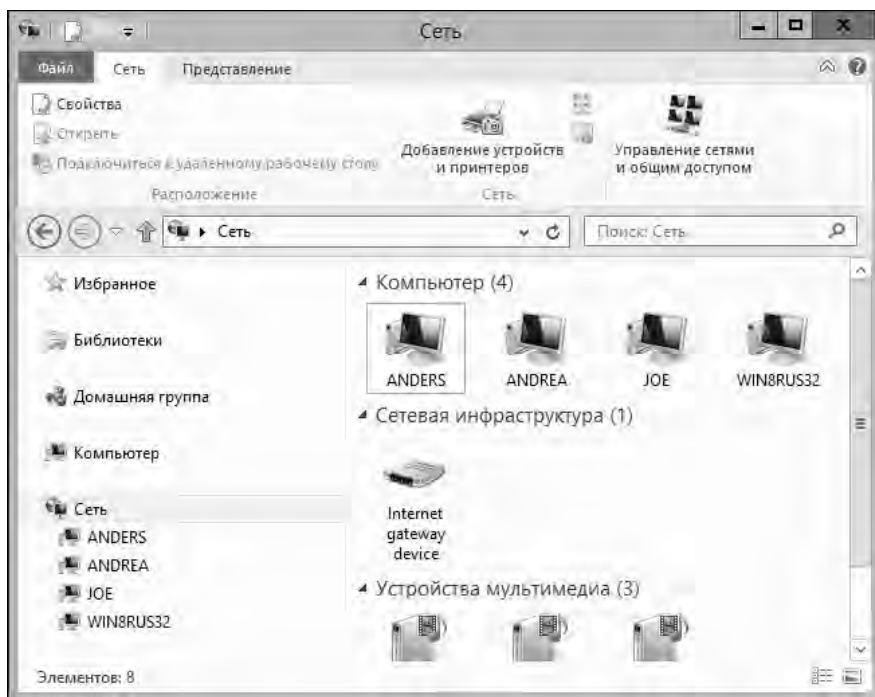 Сеть
Файл Сеть Представление
Свойства
Открыть
Подключиться к удаленному рабочему столу
Добавление устройств
и принтеров
Управление сетями
и общим доступом
Расположение
Сеть
Сеть
Поиск: Сеть
Избранное
Библиотеки
Домашняя группа
Компьютер
Сеть
ANDERS
ANDREA
JOE
WIN8RUS32
Компьютер (4)
ANDERS ANDREA JOE WIN8RUS32
Сетевая инфраструктура (1)
Internet
gateway
device
Устройства мультимедиа (3)
Элементов: 8